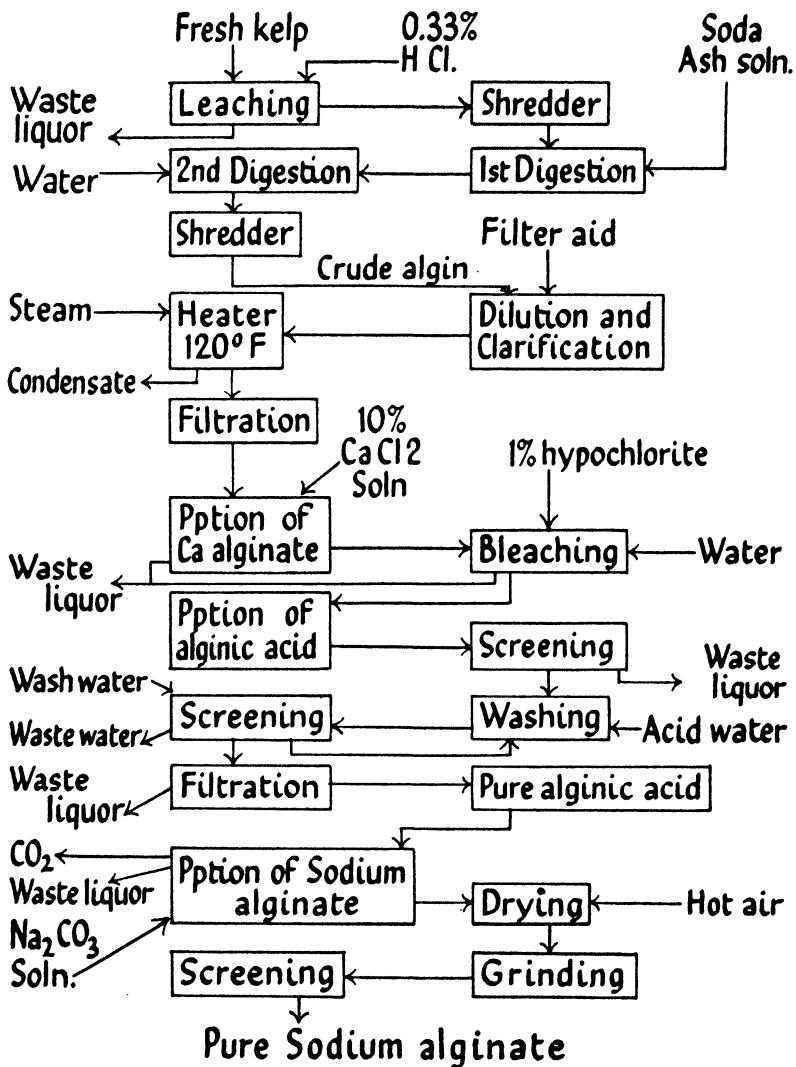 Fresh kelp
0.33%
H Cl.
Soda
Ash soln.
Waste
liquor
Leaching
Shredder
Water
2nd Digestion
1st Digestion
Shredder
Filter aid
Crude algin
Steam
Heater
120° F
Dilution and
Clarification
Condensate
Filtration
10%
Ca Cl 2
Soln
1% hypochlorite
Pption of
Ca alginate
Bleaching
Water
Waste
liquor
Pption of
alginic acid
Screening
Waste
liquor
Wash water
Screening
Washing
Acid water
Waste water
Waste
liquor
Filtration
Pure alginic acid
CO₂
Waste liquor
Pption of Sodium
alginate
Drying
Hot air
Na₂CO₃
Soln.
Screening
Grinding
Pure Sodium alginate